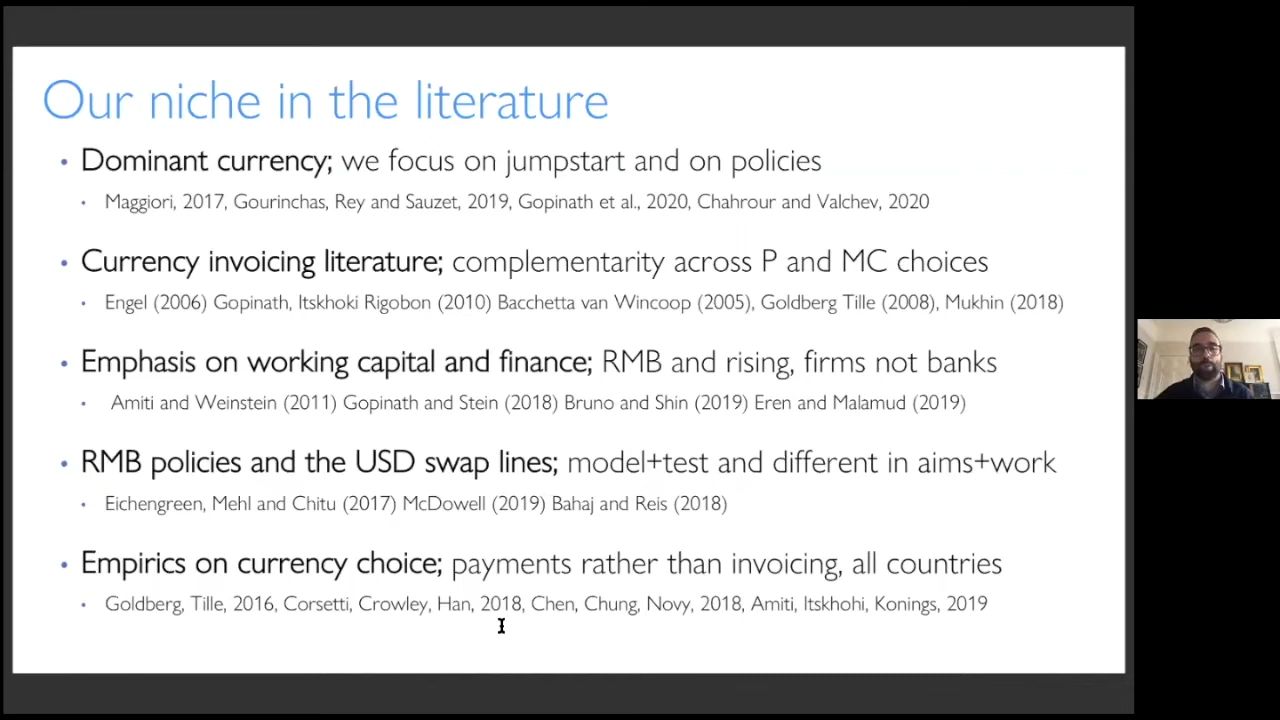 Our niche in the literature
• Dominant currency; we focus on jumpstart and on policies
• Maggiori, 2017, Gourinchas, Rey and Sauzet, 2019, Gopinath et al., 2020, Chahrour and Valchev, 2020
• Currency invoicing literature; complementarity across P and MC choices
• Engel (2006) Gopinath, Itskhoki Rigobon (2010) Bacchetta van Wincoop (2005), Goldberg Tille (2008), Mukhin (2018)
• Emphasis on working capital and finance; RMB and rising, firms not banks
• Amiti and Weinstein (2011) Gopinath and Stein (2018) Bruno and Shin (2019) Eren and Malamud (2019)
• RMB policies and the USD swap lines; model+test and different in aims+work
• Eichengreen, Mehl and Chitu (2017) McDowell (2019) Bahaj and Reis (2018)
• Empirics on currency choice; payments rather than invoicing, all countries
• Goldberg, Tille, 2016, Corsetti, Crowley, Han, 2018, Chen, Chung, Novy, 2018, Amiti, Itskhohi, Konings, 2019